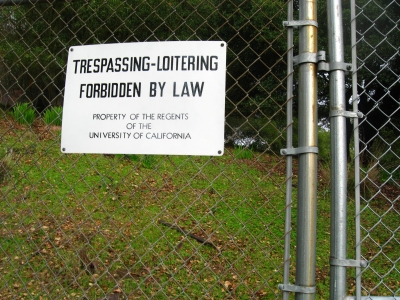 TRESPASSING-LOITERING
FORBIDDEN BY LAW
PROPERTY OF THE REGENTS
OF THE
UNIVERSITY OF CALIFORNIA